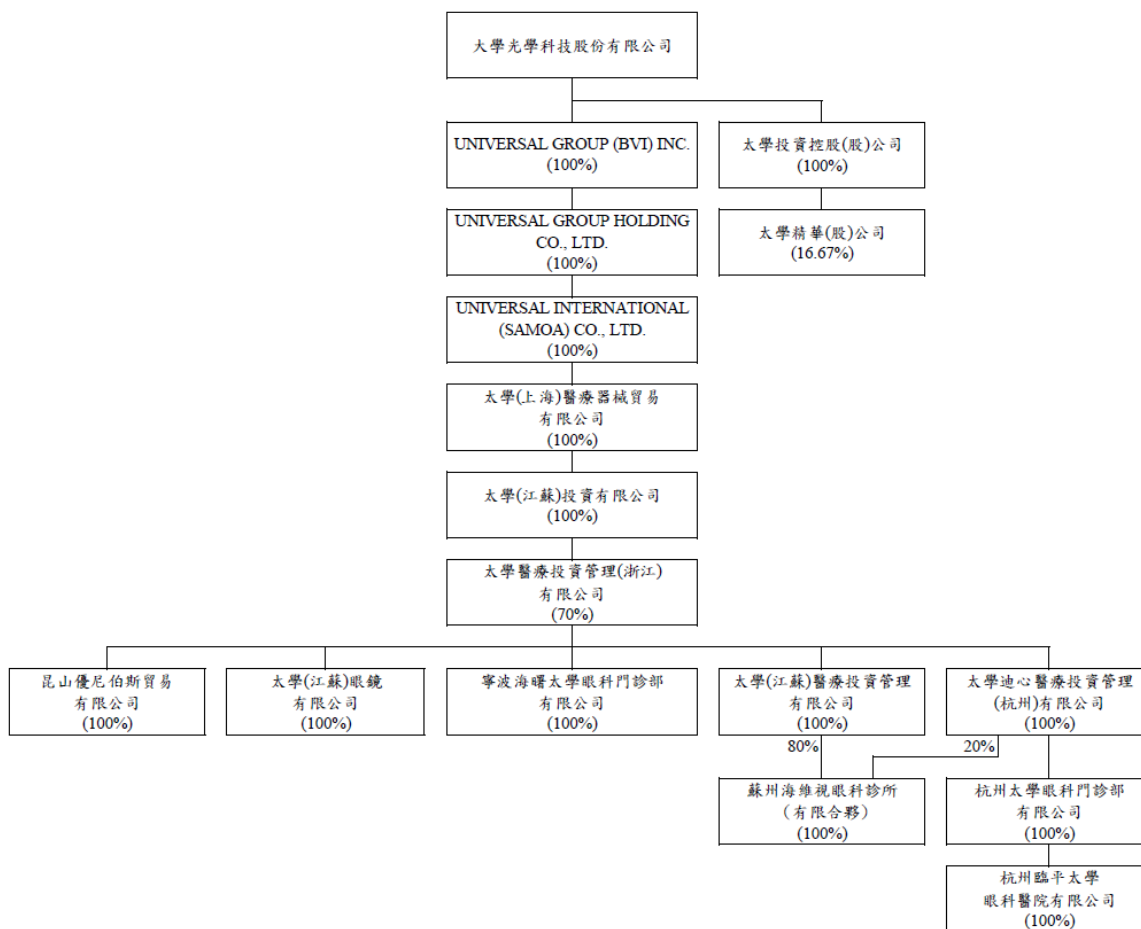 大學光學科技股份有限公司
UNIVERSAL GROUP (BVI) INC.
(100%)
太學投資控股(股)公司
(100%)
UNIVERSAL GROUP HOLDING
CO., LTD.
(100%)
太學精華(股)公司
(16.67%)
UNIVERSAL INTERNATIONAL
(SAMOA) CO., LTD.
(100%)
太學(上海)醫療器械貿易
有限公司
(100%)
太學(江蘇)投資有限公司
(100%)
太學醫療投資管理(浙江)
有限公司
(70%)
昆山優尼伯斯貿易
有限公司
(100%)
太學(江蘇)眼鏡
有限公司
(100%)
寧波海曙太學眼科門診部
有限公司
(100%)
太學(江蘇)醫療投資管理
有限公司
(100%)
太學迪心醫療投資管理
(杭州)有限公司
(100%)
80%
20%
蘇州海維視眼科診所
（有限合夥）
(100%)
杭州太學眼科門診部
有限公司
(100%)
杭州臨平太學
眼科醫院有限公司
(100%)